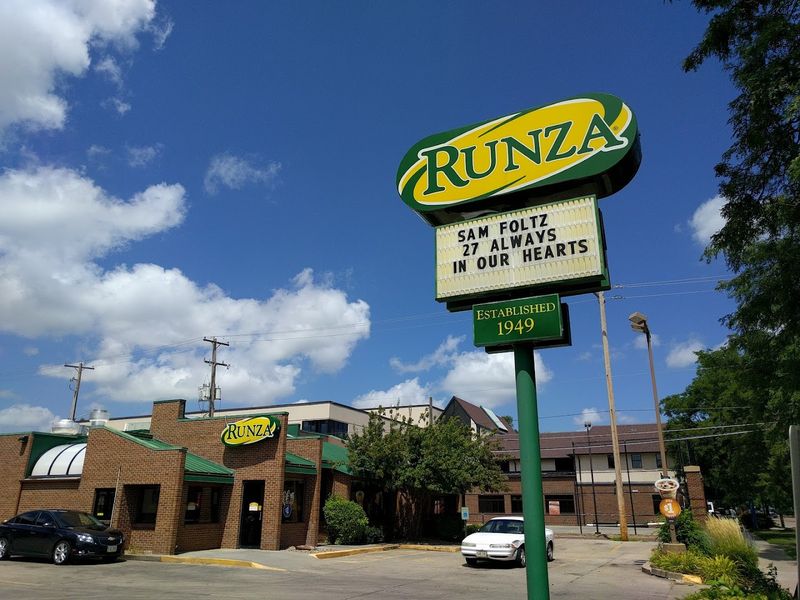 RUNZA
SAM FOLTZ
27 ALWAYS
IN OUR HEARTS
ESTABLISHED
1949
RUNZA